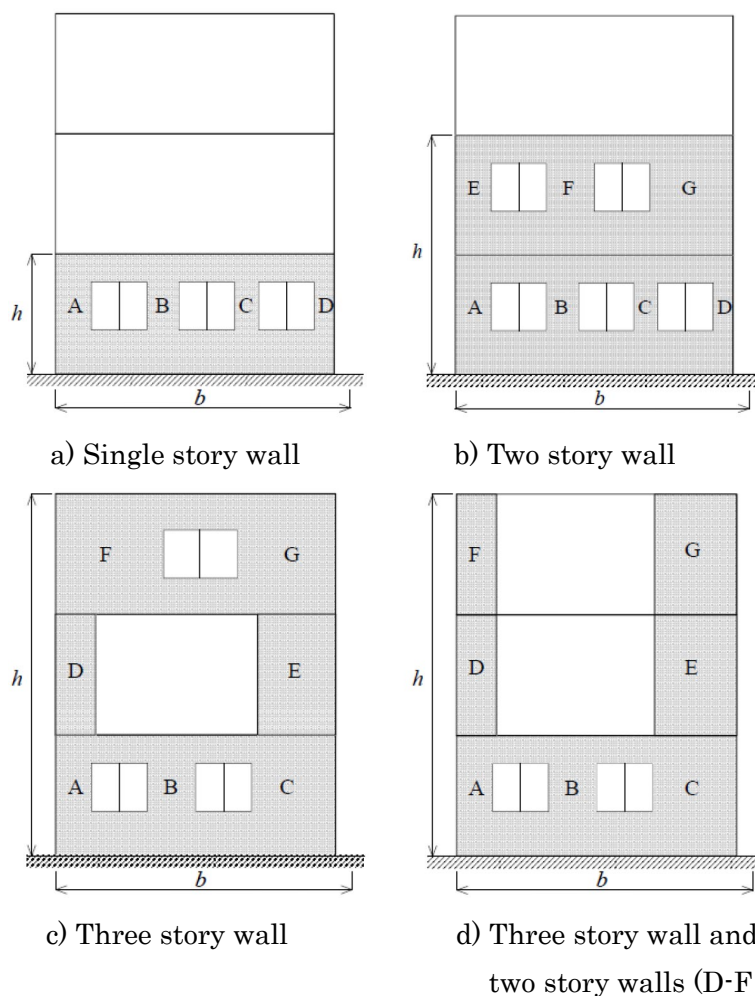 h
A
B
C
D
b
a) Single story wall
h
E
F
G
A
B
C
D
b
b) Two story wall
h
F
G
D
E
A
B
C
b
c) Three story wall
h
F
G
D
E
A
B
C
b
d) Three story wall and
two story walls (D-F